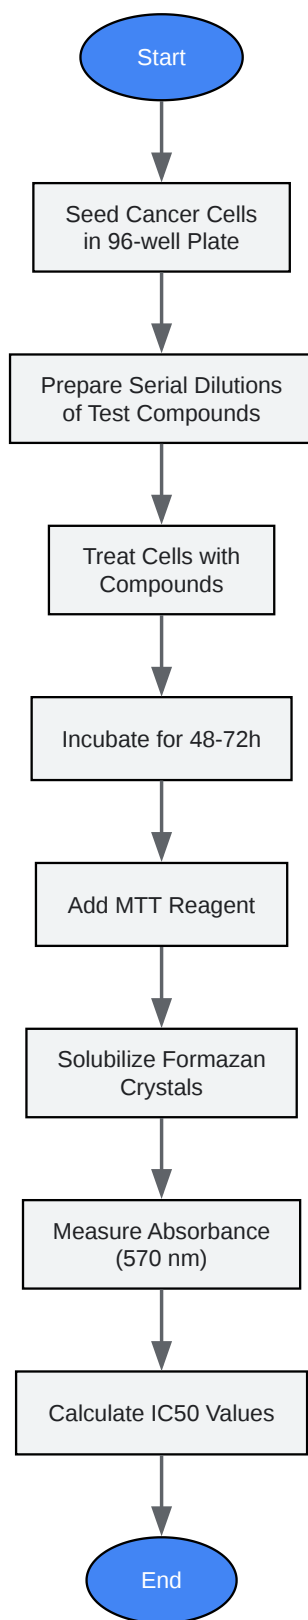 Start
Seed Cancer Cells
in 96-well Plate
Prepare Serial Dilutions
of Test Compounds
Treat Cells with
Compounds
Incubate for 48-72h
Add MTT Reagent
Solubilize Formazan
Crystals
Measure Absorbance
(570 nm)
Calculate IC50 Values
End